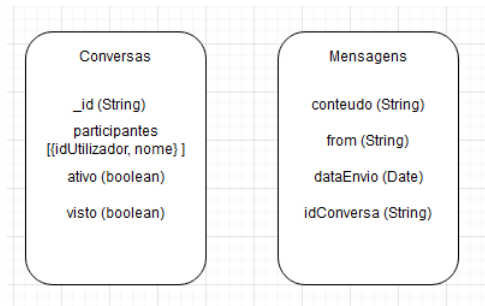 Conversas
_id (String)
participantes
[{idUtilizador, nome} ]
ativo (boolean)
visto (boolean)
Mensagens
conteudo (String)
from (String)
dataEnvio (Date)
idConversa (String)